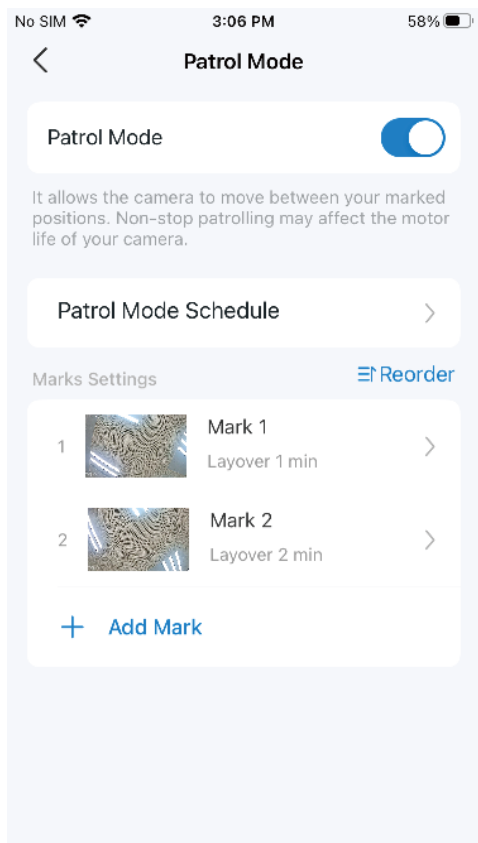 No SIM 3:06 PM 58%
Patrol Mode
Patrol Mode
It allows the camera to move between your marked
positions. Non-stop patrolling may affect the motor
life of your camera.
Patrol Mode Schedule
Marks Settings Reorder
1 Mark 1
Layover 1 min
2 Mark 2
Layover 2 min
Add Mark